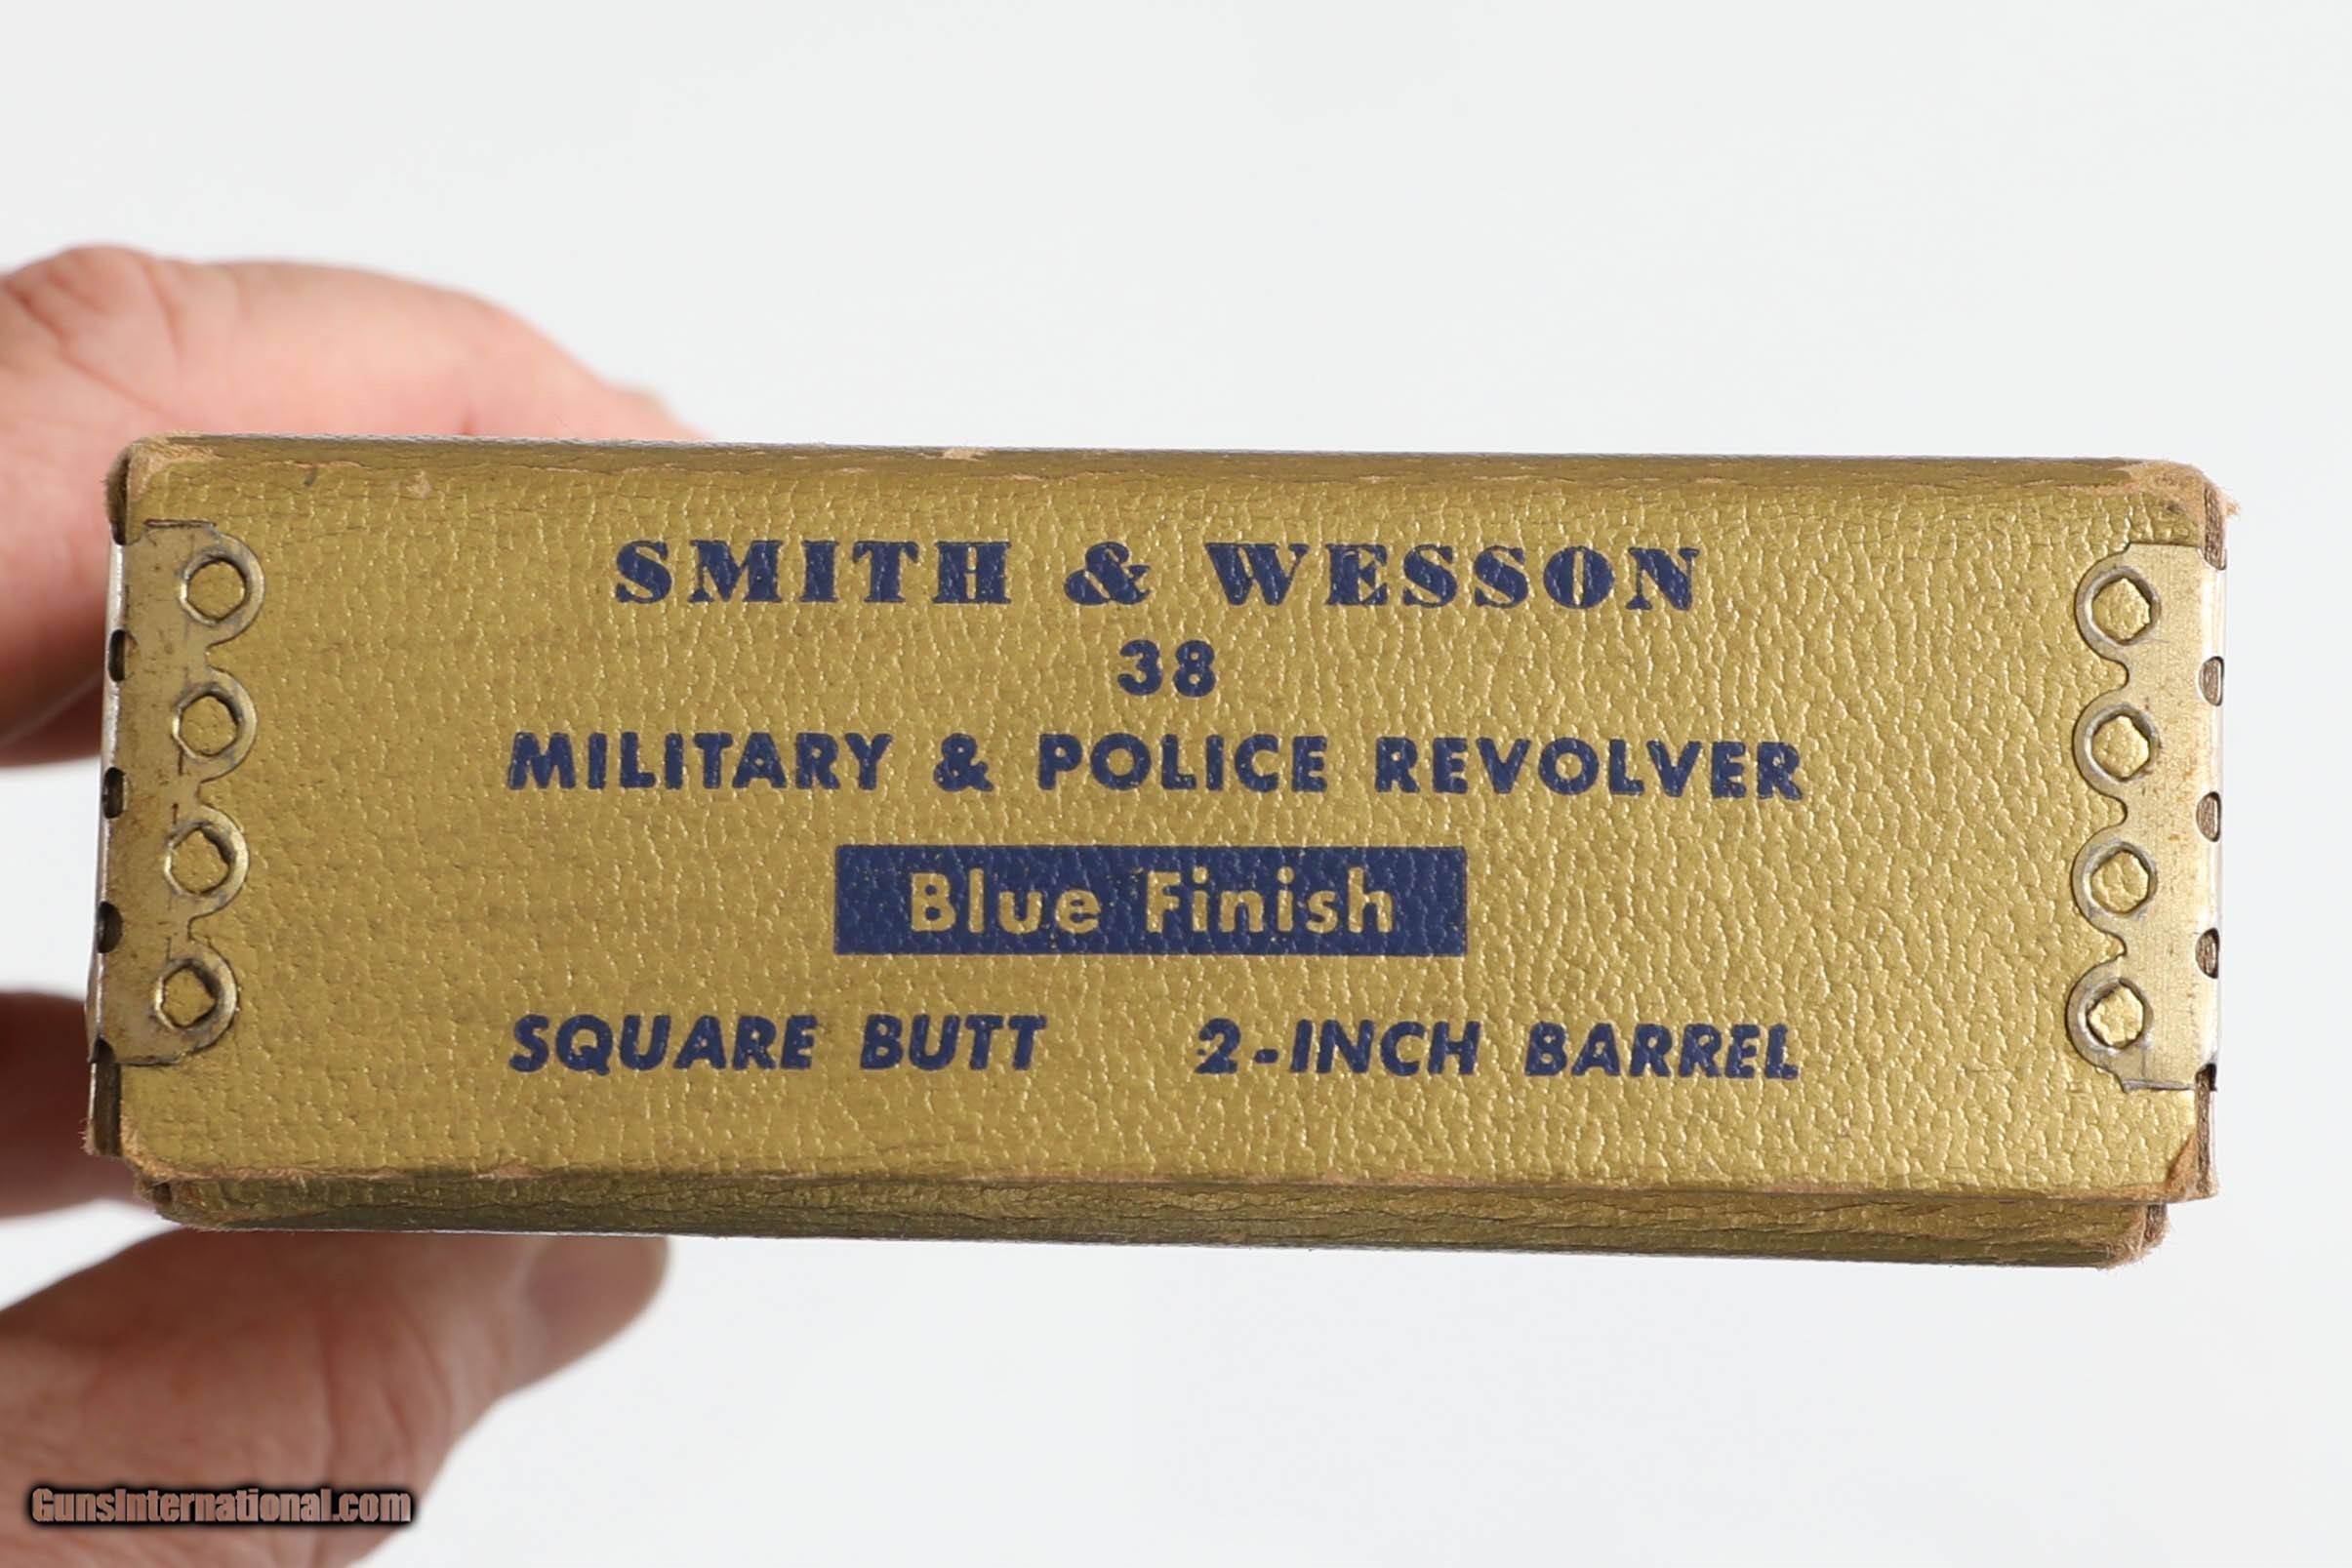 SMITH & WESSON
38
MILITARY & POLICE REVOLVER
Blue Finish
SQUARE BUTT 2-INCH BARREL
GunsInternational.com